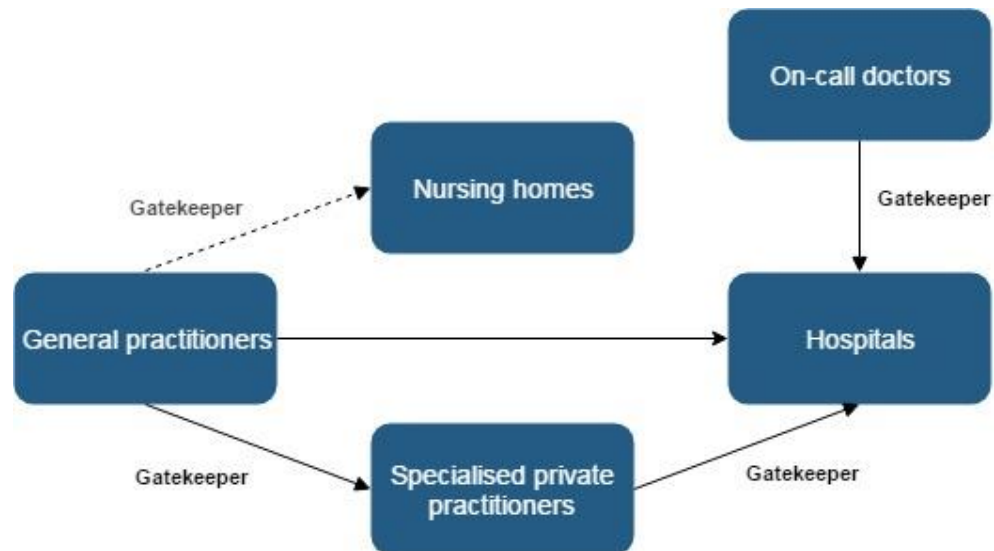 On-call doctors
Nursing homes
Gatekeeper
Gatekeeper
General practitioners
Hospitals
Gatekeeper
Specialised private
practitioners
Gatekeeper